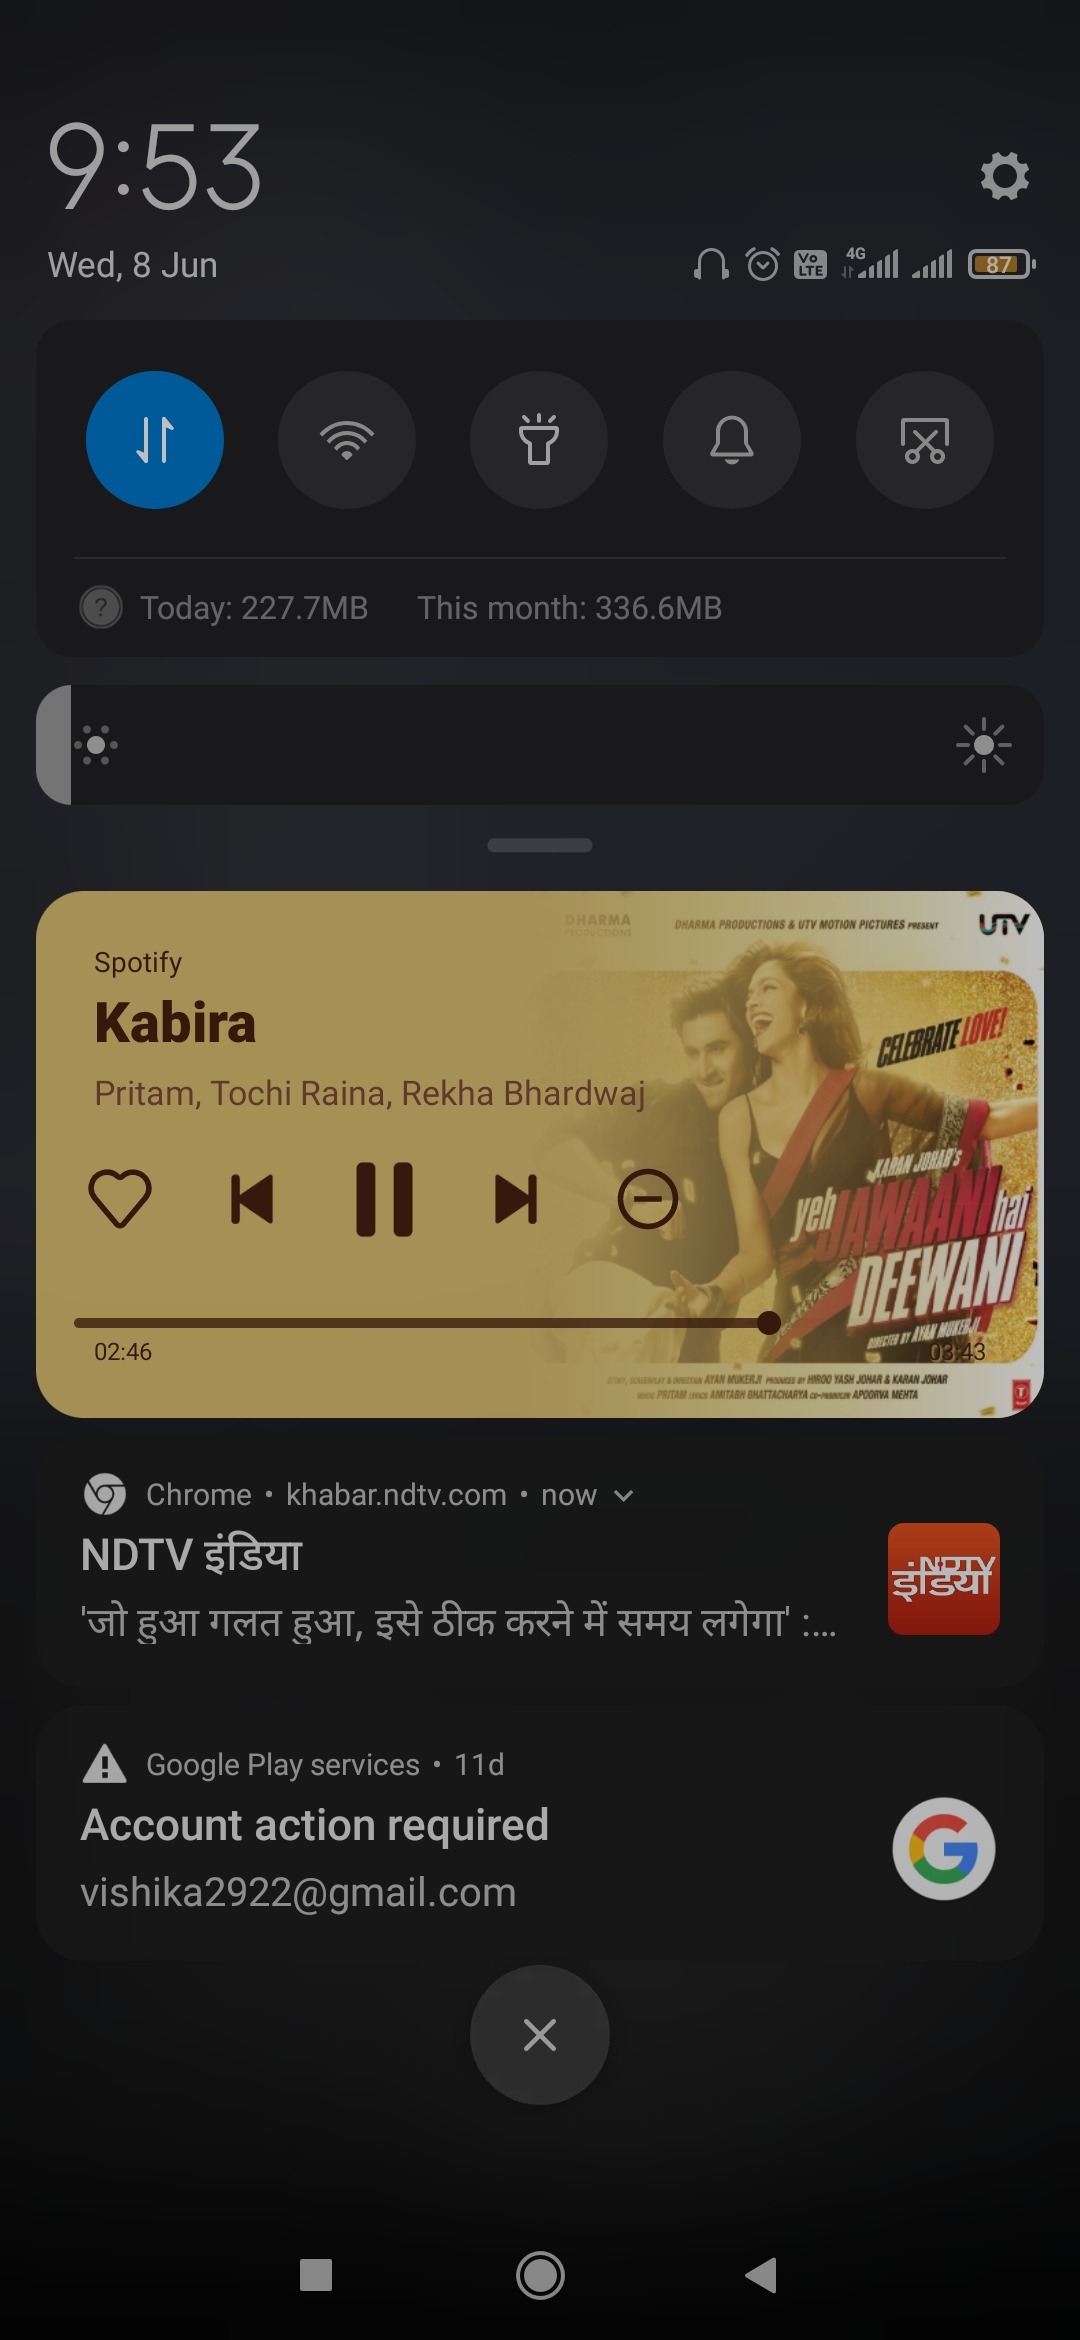 9:53
Wed, 8 Jun
Vo LTE
4G
87
Today: 227.7MB This month: 336.6MB
DHARMA
PRODUCTIONS
DHARMA PRODUCTIONS & UTV MOTION PICTURES PRESENT
UTV
Spotify
Kabira
Pritam, Tochi Raina, Rekha Bhardwaj
CELEBRATE LOVE!
KARAN JOHAR'S
yeh JAWAANI hai
DEEWANI
DIRECTED BY AYAN MUKERJI
02:46
03:43
STORY, SCREENPLAY & DIRECTION AYAN MUKERJI PRODUCED BY HIROO YASH JOHAR & KARAN JOHAR
MUSIC PRITAM LYRICS AMITABH BHATTACHARYA CO-PRODUCER APOORVA MEHTA
T
Chrome • khabar.ndtv.com • now
NDTV इंडिया
'जो हुआ गलत हुआ, इसे ठीक करने में समय लगेगा' :...
NDTV
इंडिया
Google Play services • 11d
Account action required
vishika2922@gmail.com
G